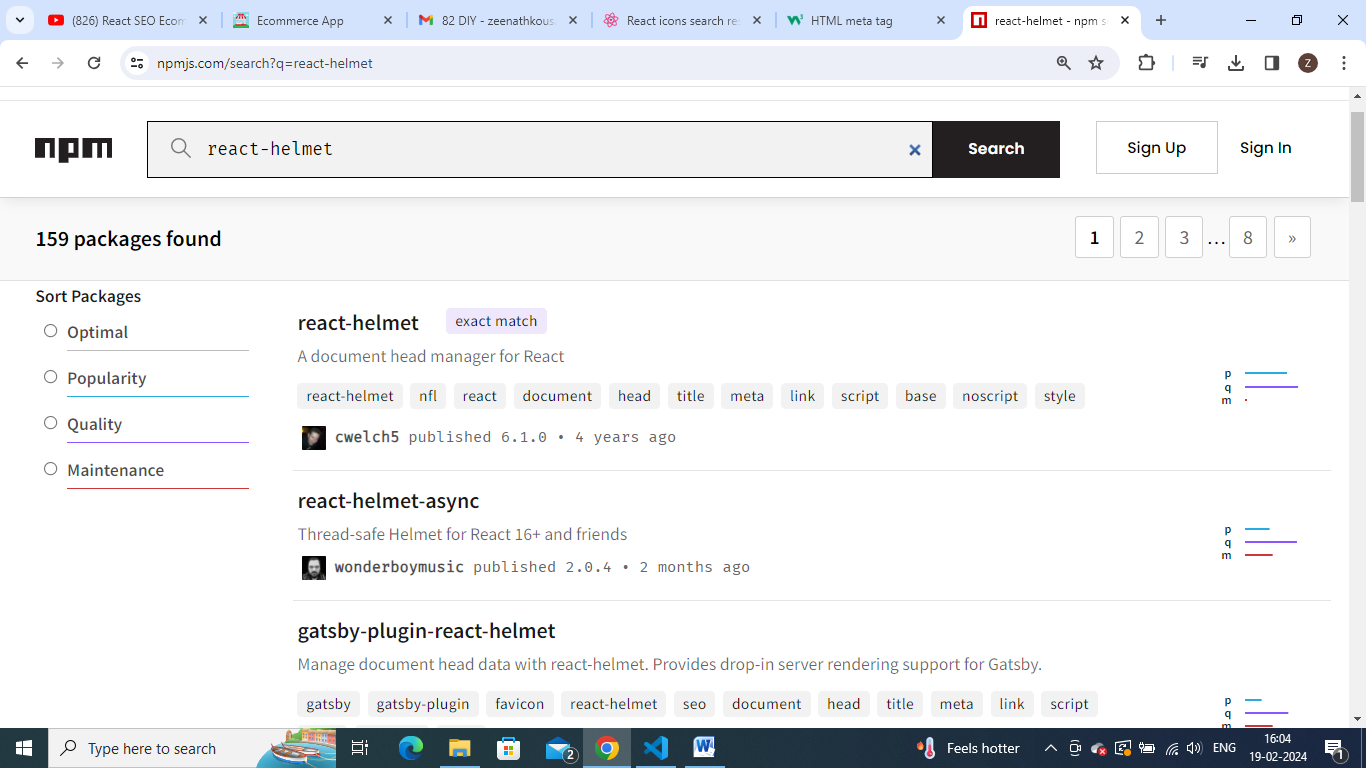 (826) React SEO Ecom
Ecommerce App
82 DIY - zeenathkous
React icons search re
HTML meta tag
react-helmet - npm s
npmjs.com/search?q=react-helmet
Z
npm
react-helmet
Search
Sign Up
Sign In
159 packages found
1 2 3 ... 8 »
Sort Packages
Optimal
Popularity
Quality
Maintenance
react-helmet exact match
A document head manager for React
react-helmet nfl react document head title meta link script base noscript style
cwelch5 published 6.1.0 • 4 years ago
p
q
m
react-helmet-async
Thread-safe Helmet for React 16+ and friends
wonderboymusic published 2.0.4 • 2 months ago
p
q
m
gatsby-plugin-react-helmet
Manage document head data with react-helmet. Provides drop-in server rendering support for Gatsby.
gatsby gatsby-plugin favicon react-helmet seo document head title meta link script
p
q
m
Type here to search
2
Feels hotter
ENG
16:04
19-02-2024
1